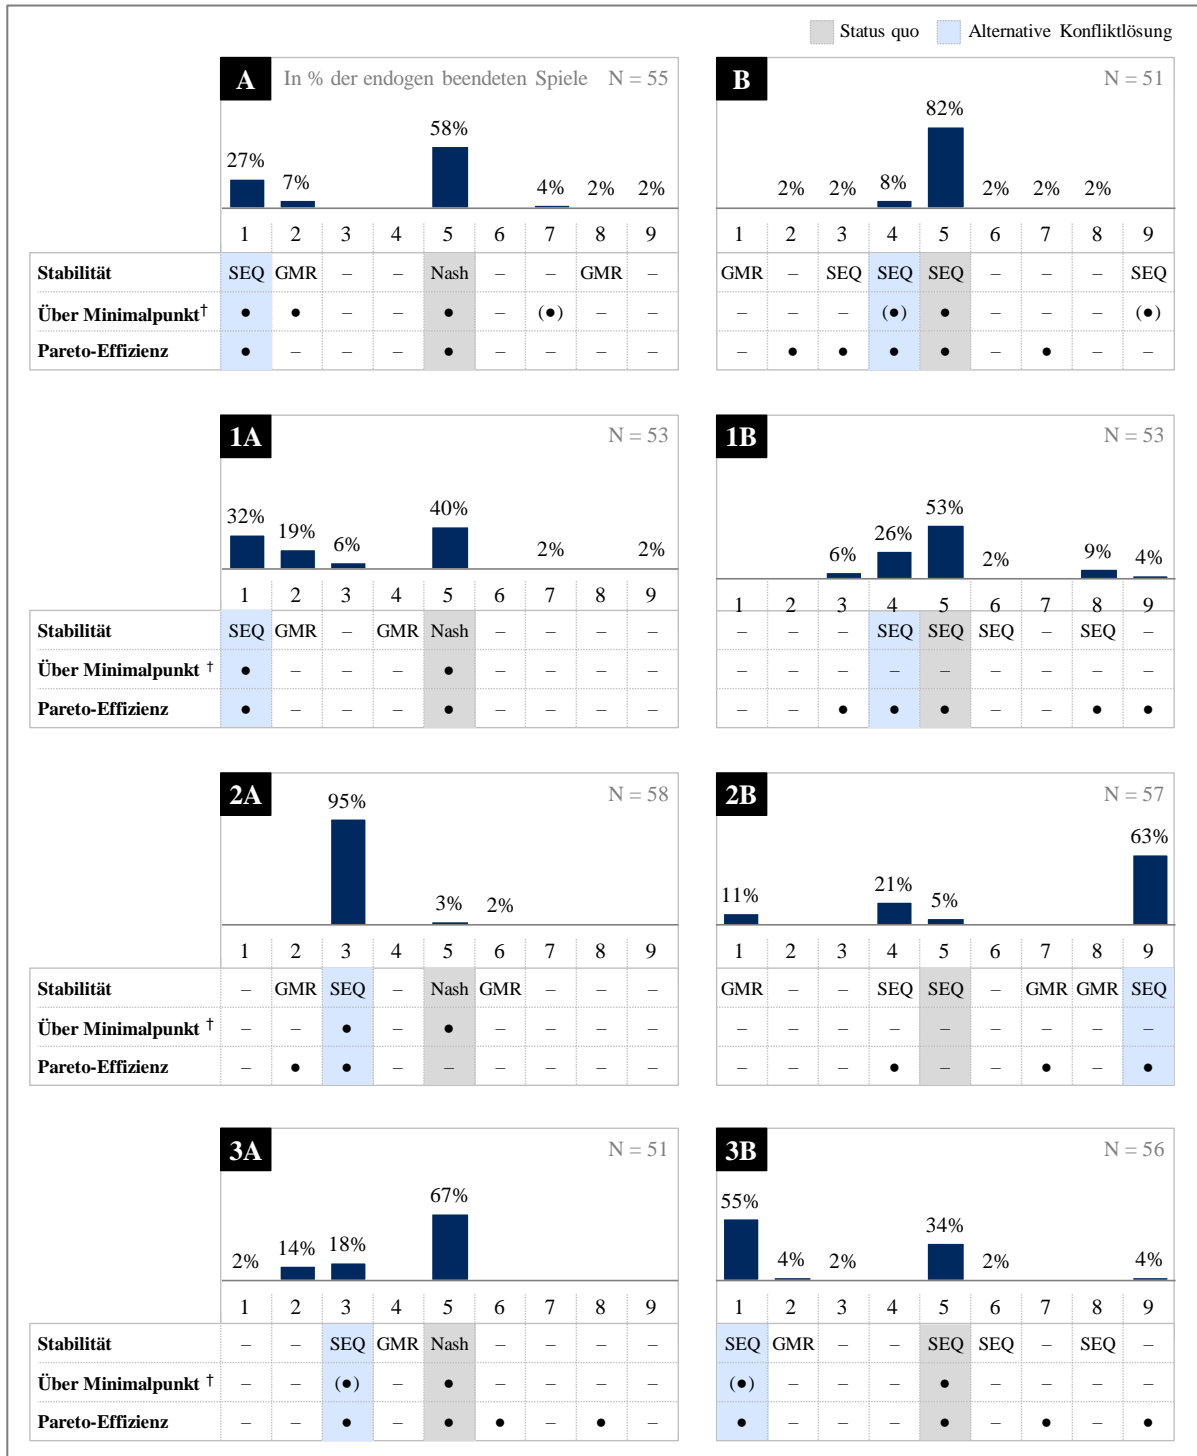 Status quo Alternative Konfliktlösung
A In % der endogen beendeten Spiele N = 55
27% 7% 58% 4% 2% 2%
1 2 3 4 5 6 7 8 9
Stabilität SEQ GMR – – Nash – – GMR –
Über Minimalpunkt† ● ● – – ● – (●) – –
Pareto-Effizienz ● – – – ● – – – –
B N = 51
2% 2% 8% 82% 2% 2% 2%
1 2 3 4 5 6 7 8 9
GMR – SEQ SEQ SEQ – – – SEQ
– – – (●) ● – – – (●)
– ● ● ● ● – ● – –
1A N = 53
32% 19% 6% 40% 2% 2%
1 2 3 4 5 6 7 8 9
Stabilität SEQ GMR – GMR Nash – – – –
Über Minimalpunkt † ● – – – ● – – – –
Pareto-Effizienz ● – – – ● – – – –
1B N = 53
6% 26% 53% 2% 9% 4%
1 2 3 4 5 6 7 8 9
– – – SEQ SEQ SEQ – SEQ –
– – – – – – – – –
– – ● ● ● – – ● ●
2A N = 58
95% 3% 2%
1 2 3 4 5 6 7 8 9
Stabilität – GMR SEQ – Nash GMR – – –
Über Minimalpunkt † – – ● – ● – – – –
Pareto-Effizienz – ● ● – – – – – –
2B N = 57
11% 21% 5% 63%
1 2 3 4 5 6 7 8 9
GMR – – SEQ SEQ – GMR GMR SEQ
– – – – – – – – –
– – – ● – – ● – ●
3A N = 51
2% 14% 18% 67%
1 2 3 4 5 6 7 8 9
Stabilität – – SEQ GMR Nash – – – –
Über Minimalpunkt † – – (●) – ● – – – –
Pareto-Effizienz – – ● – ● ● – ● –
3B N = 56
55% 4% 2% 34% 2% 4%
1 2 3 4 5 6 7 8 9
SEQ GMR – – SEQ SEQ – SEQ –
(●) – – – ● – – – –
● – – – ● – ● – ●